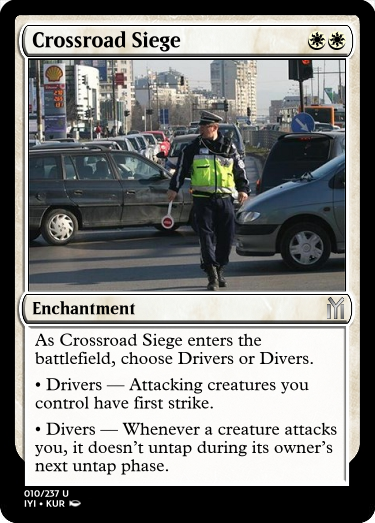 Crossroad Siege
Enchantment
As Crossroad Siege enters the
battlefield, choose Drivers or Divers.
• Drivers — Attacking creatures you
control have first strike.
• Divers — Whenever a creature attacks
you, it doesn't untap during its owner's
next untap phase.
010/237 U
IYI • KUR